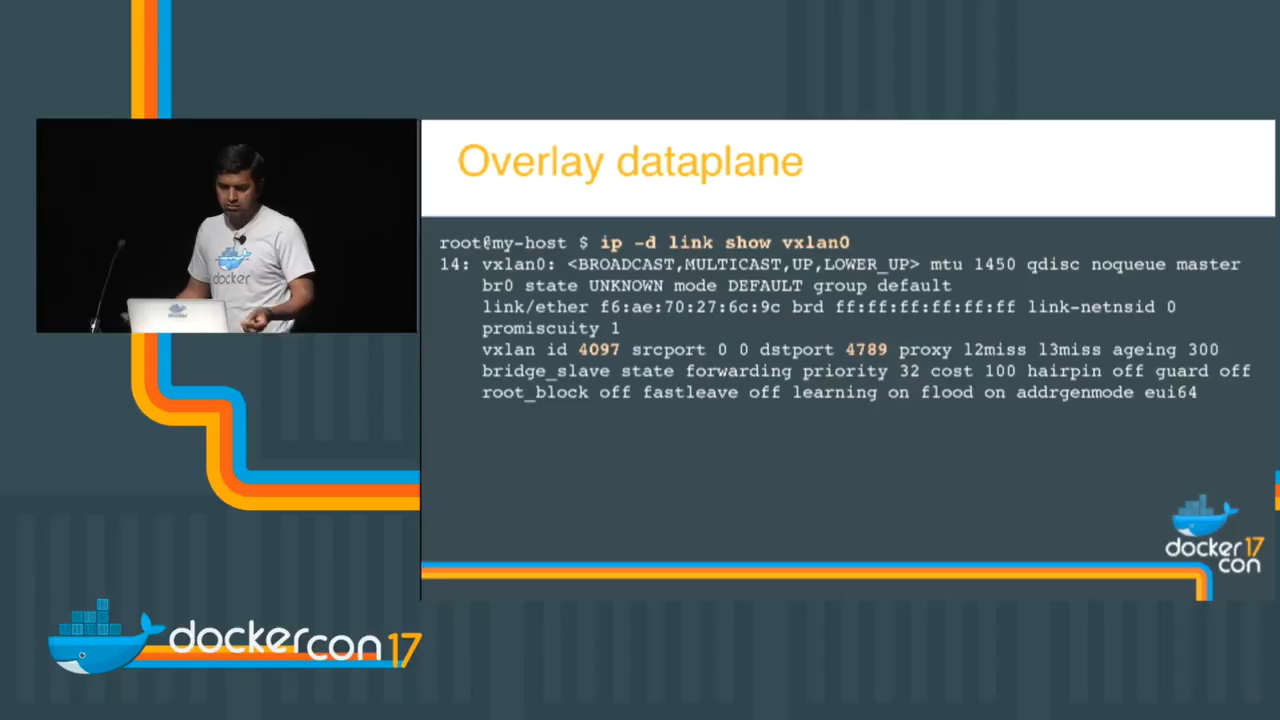 Overlay dataplane
root@my-host $ ip -d link show vxlan0
14: vxlan0: <BROADCAST,MULTICAST,UP,LOWER_UP> mtu 1450 qdisc noqueue master
br0 state UNKNOWN mode DEFAULT group default
link/ether f6:ae:70:27:6c:9c brd ff:ff:ff:ff:ff:ff link-netnsid 0
promiscuity 1
vxlan id 4097 srcport 0 0 dstport 4789 proxy l2miss l3miss ageing 300
bridge_slave state forwarding priority 32 cost 100 hairpin off guard off
root_block off fastleave off learning on flood on addrgenmode eui64
docker
docker 17
con
dockercon 17